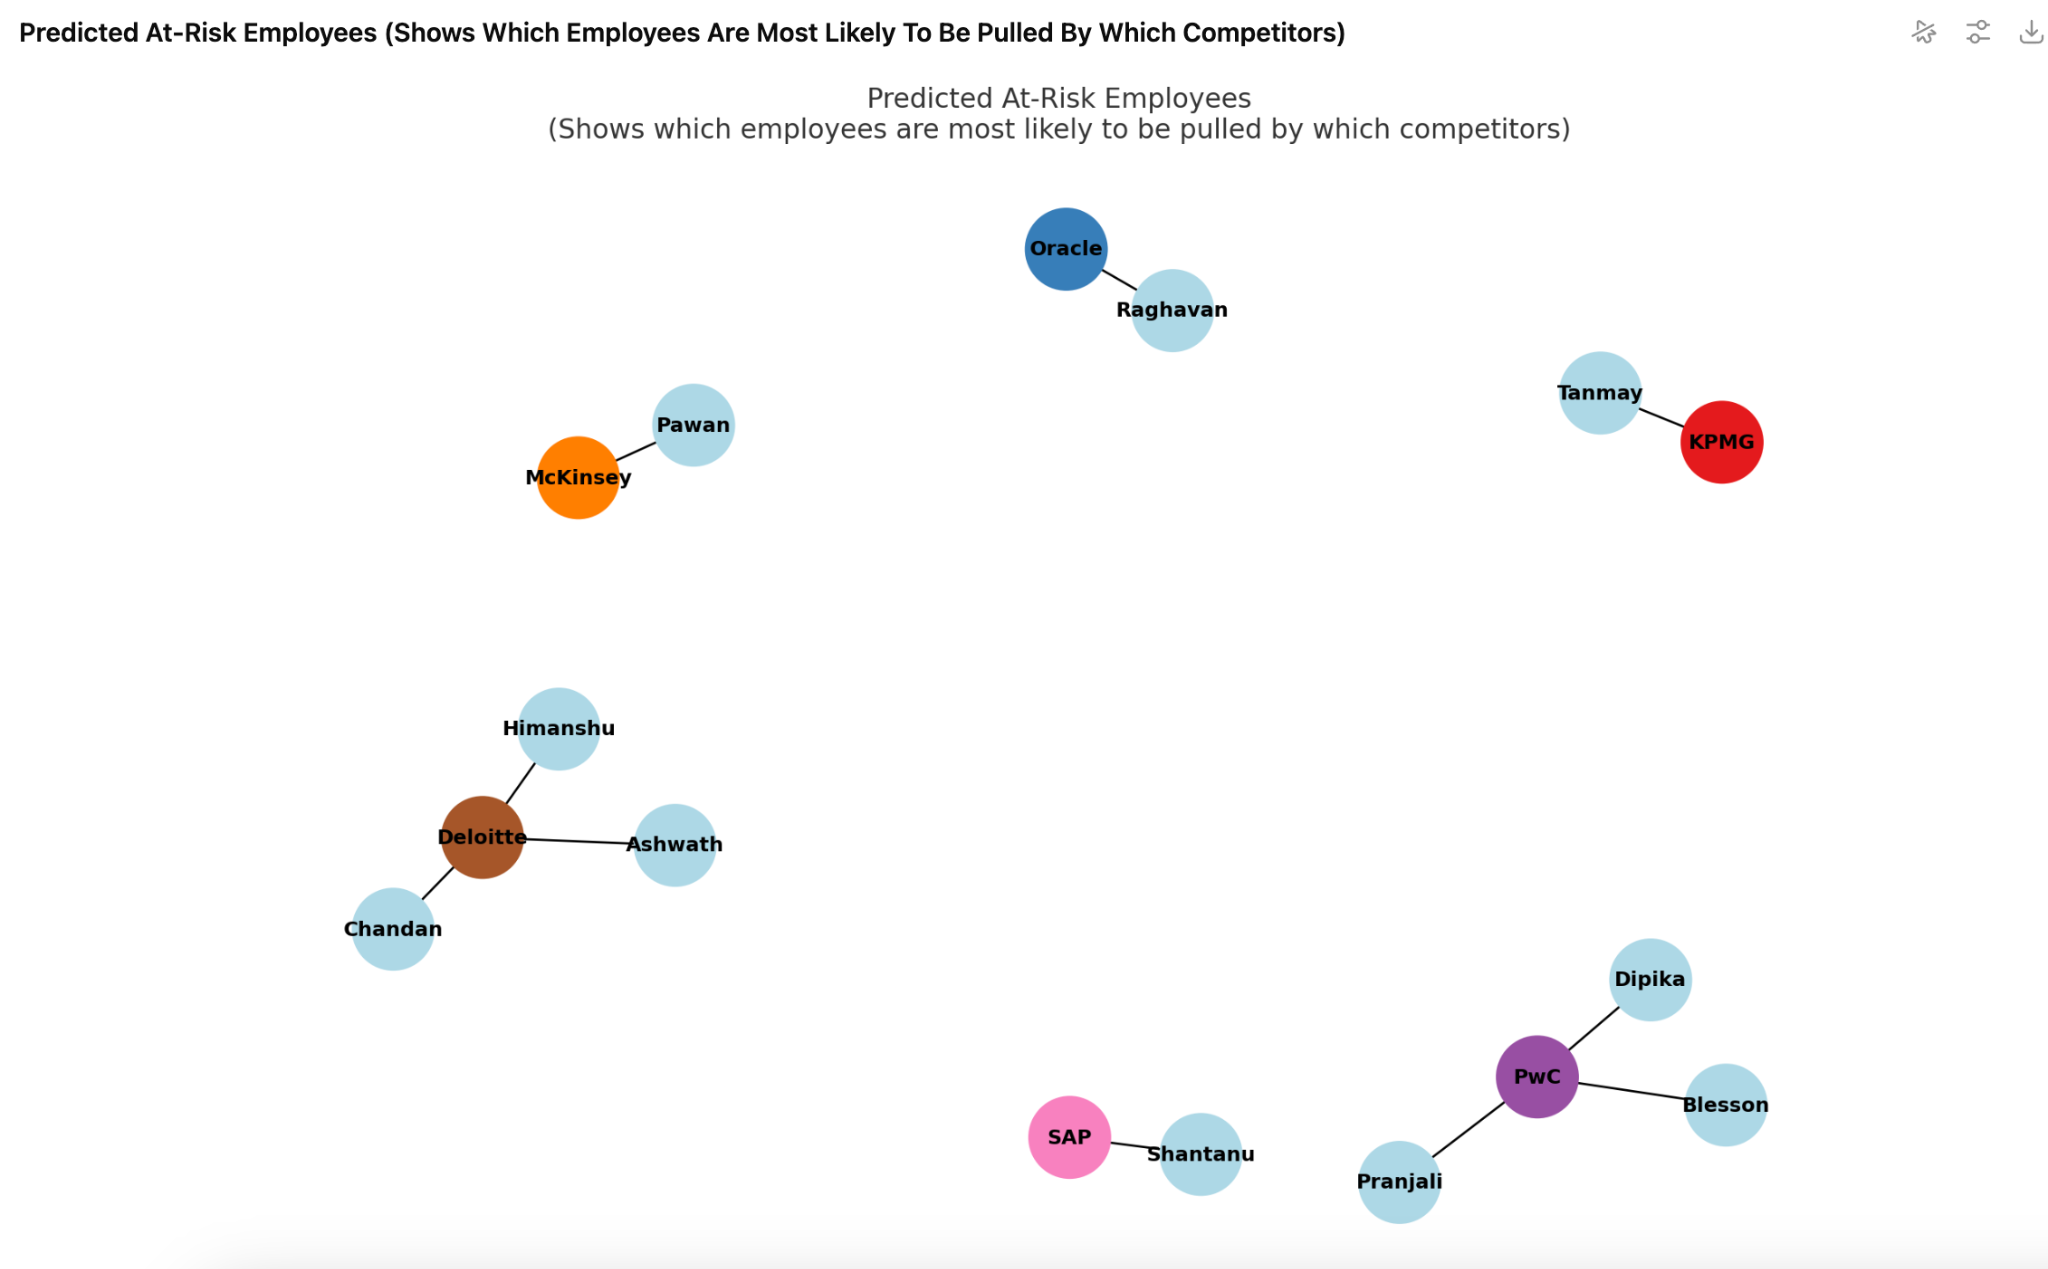 Predicted At-Risk Employees (Shows Which Employees Are Most Likely To Be Pulled By Which Competitors)
Predicted At-Risk Employees
(Shows which employees are most likely to be pulled by which competitors)
Oracle
Raghavan
Tanmay
KPMG
Pawan
McKinsey
Himanshu
Deloitte
Ashwath
Chandan
Dipika
PwC
Blesson
SAP
Shantanu
Pranjali